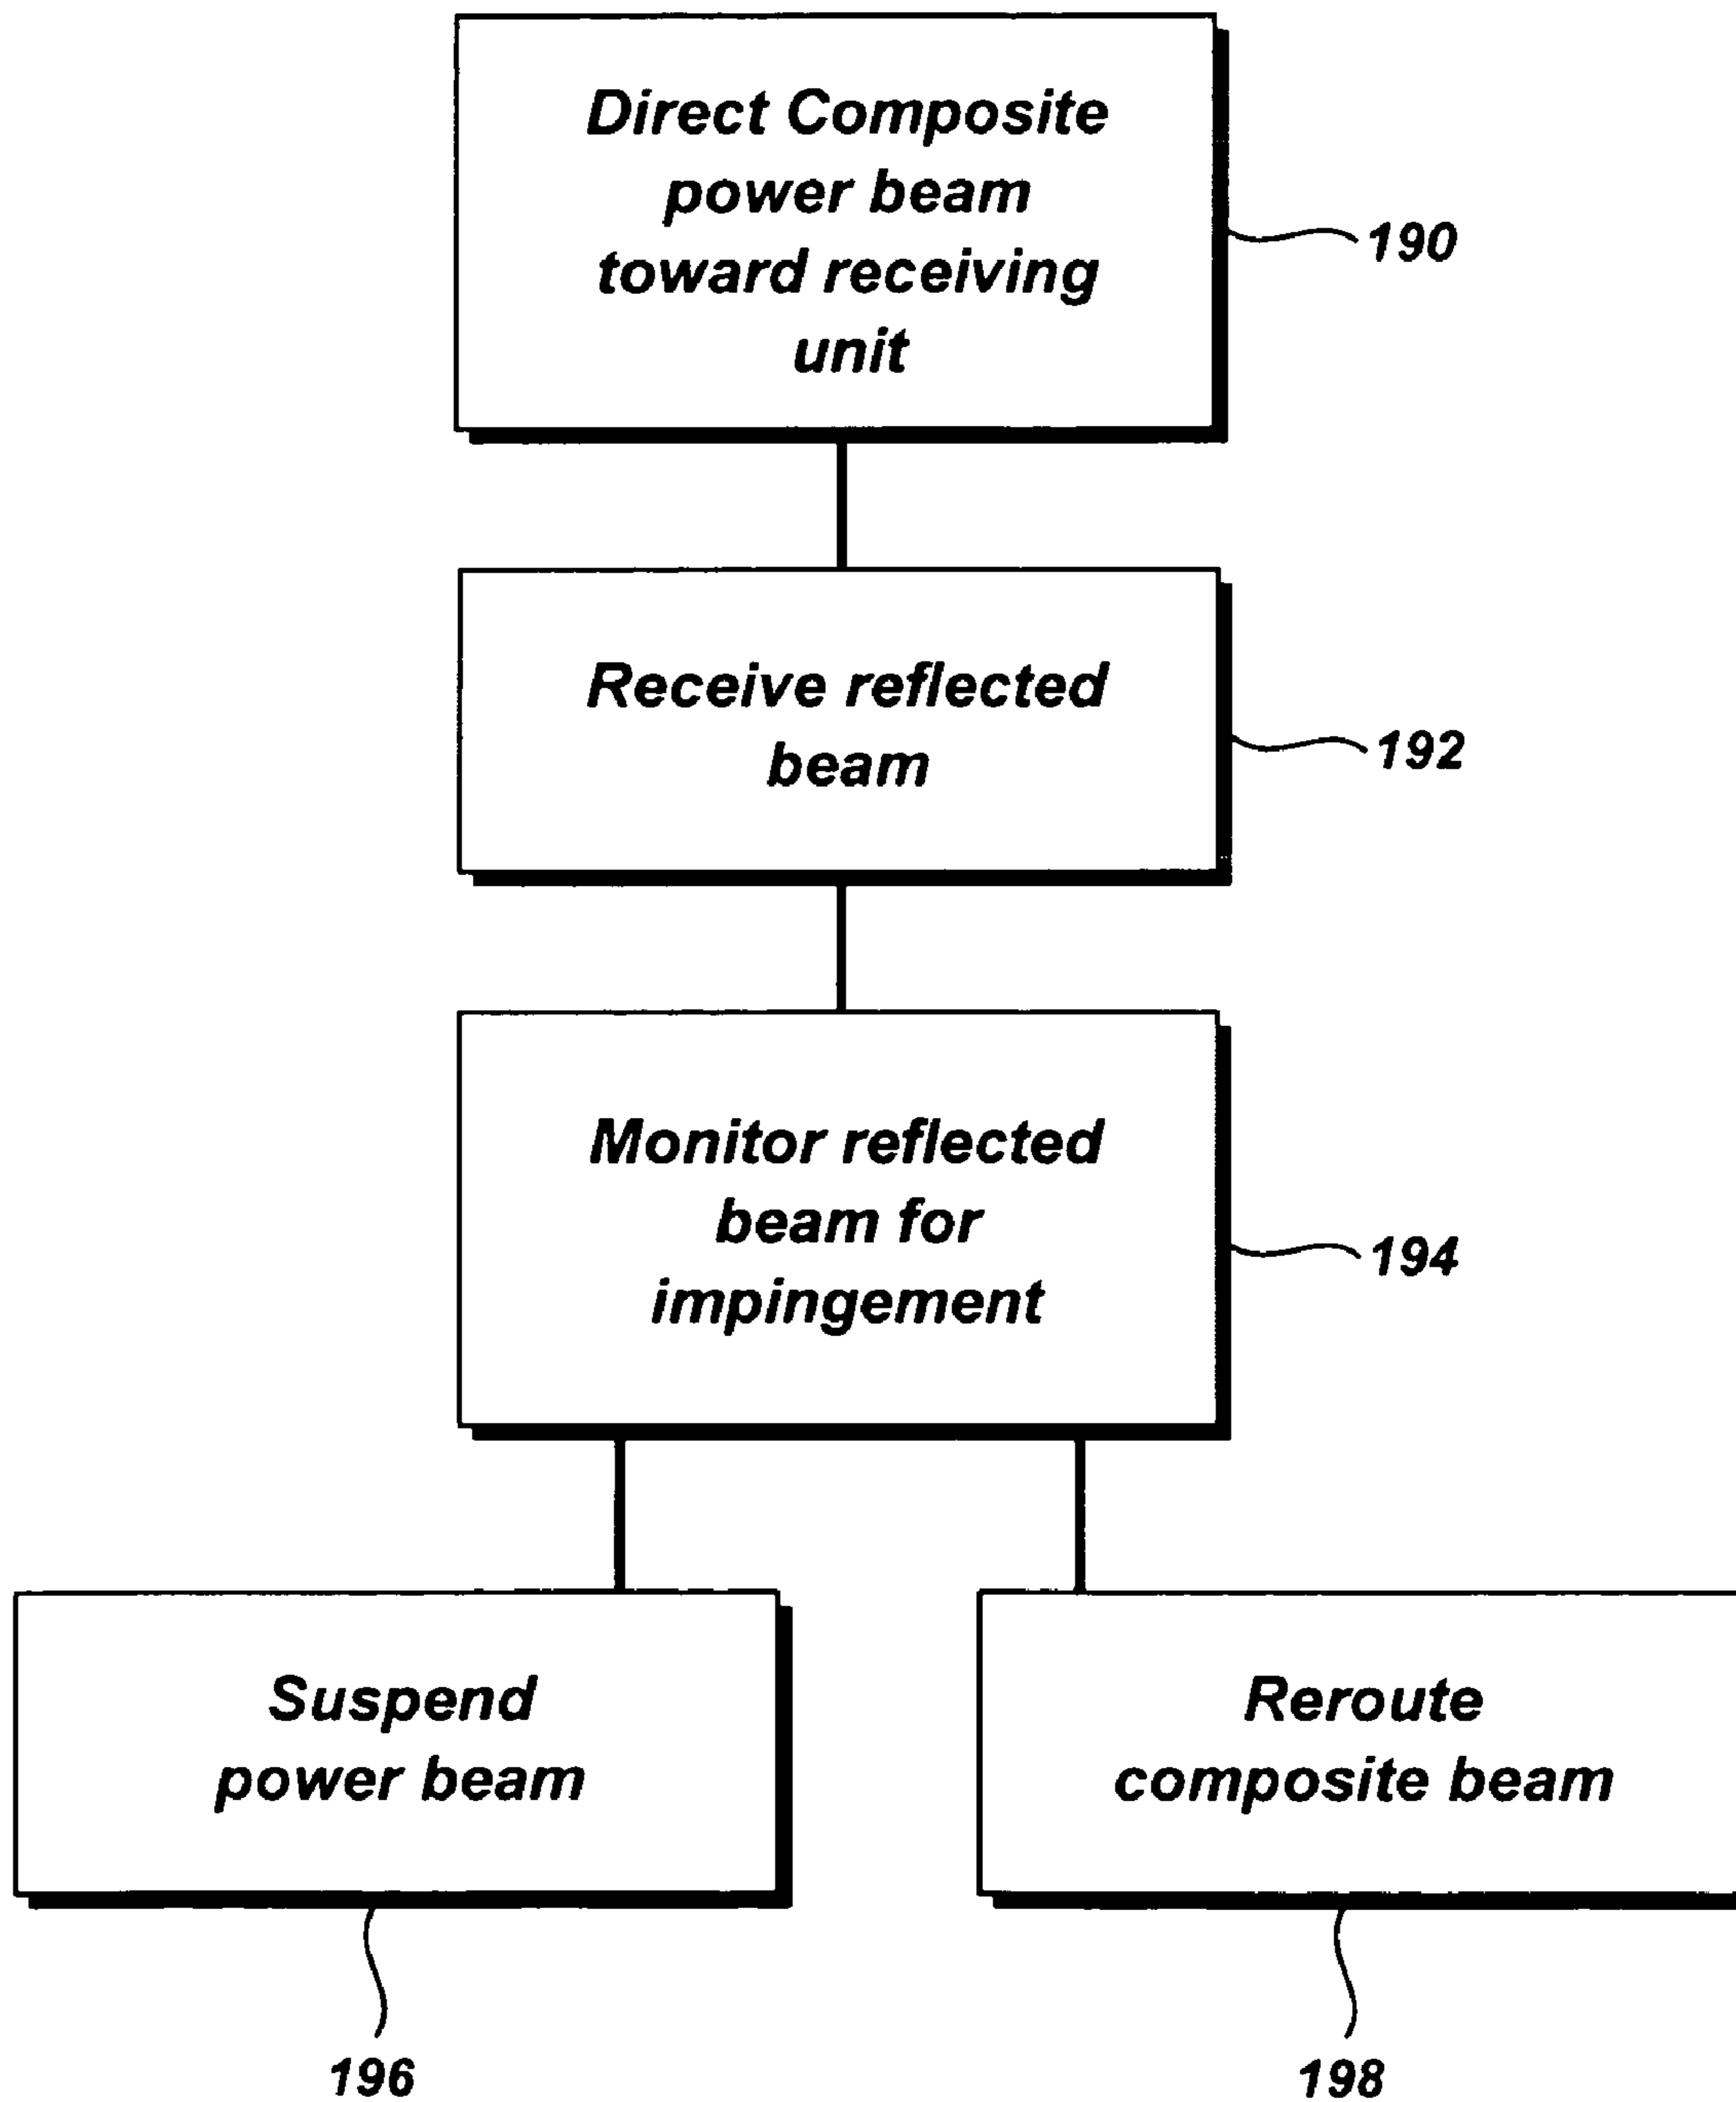 Direct Composite
power beam
toward receiving
unit
190
Receive reflected
beam
192
Monitor reflected
beam for
impingement
194
Suspend
power beam
Reroute
composite beam
196
198